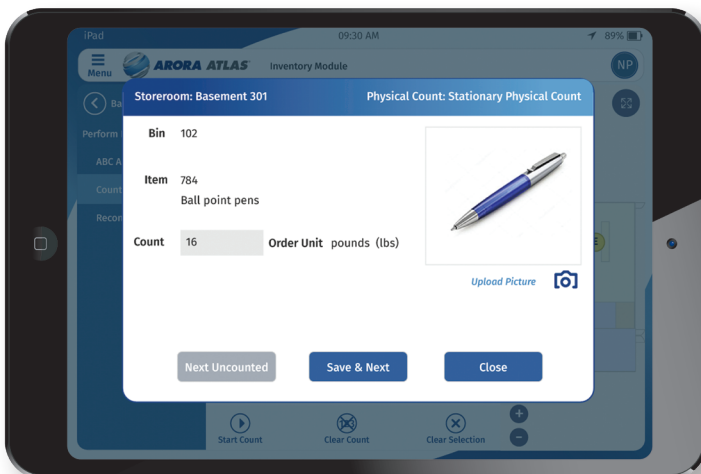 iPad 09:30 AM 89%
Menu ARORA ATLAS Inventory Module NP
Ba
Storeroom: Basement 301 Physical Count: Stationary Physical Count
Perform
ABC A
Count
Recon
Bin 102
Item 784
Ball point pens
Count 16 Order Unit pounds (lbs)
E
Upload Picture
Next Uncounted Save & Next Close
Start Count Clear Count Clear Selection